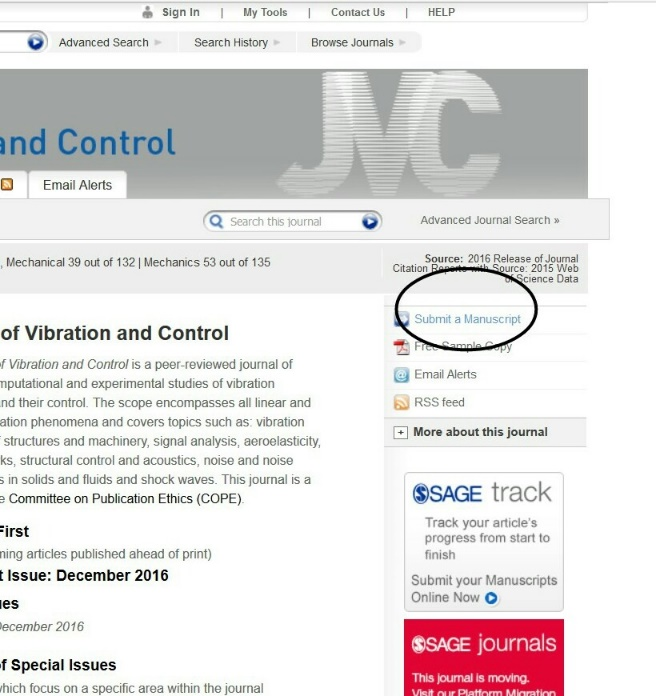 Sign In | My Tools | Contact Us | HELP
Advanced Search Search History Browse Journals
JVC
and Control
Email Alerts
Search this journal Advanced Journal Search »
, Mechanical 39 out of 132 | Mechanics 53 out of 135
Source: 2016 Release of Journal
Citation Reports with Source: 2015 Web
of Science Data
Submit a Manuscript
Free Sample Copy
Email Alerts
RSS feed
+ More about this journal
of Vibration and Control
of Vibration and Control is a peer-reviewed journal of
mputational and experimental studies of vibration
and their control. The scope encompasses all linear and
ation phenomena and covers topics such as: vibration
f structures and machinery, signal analysis, aeroelasticity,
ks, structural control and acoustics, noise and noise
s in solids and fluids and shock waves. This journal is a
e Committee on Publication Ethics (COPE).
First
ming articles published ahead of print)
t Issue: December 2016
ues
December 2016
of Special Issues
which focus on a specific area within the journal
SAGE track
Track your article's
progress from start to
finish
Submit your Manuscripts
Online Now
SAGE journals
This journal is moving.
Visit our Platform Migration